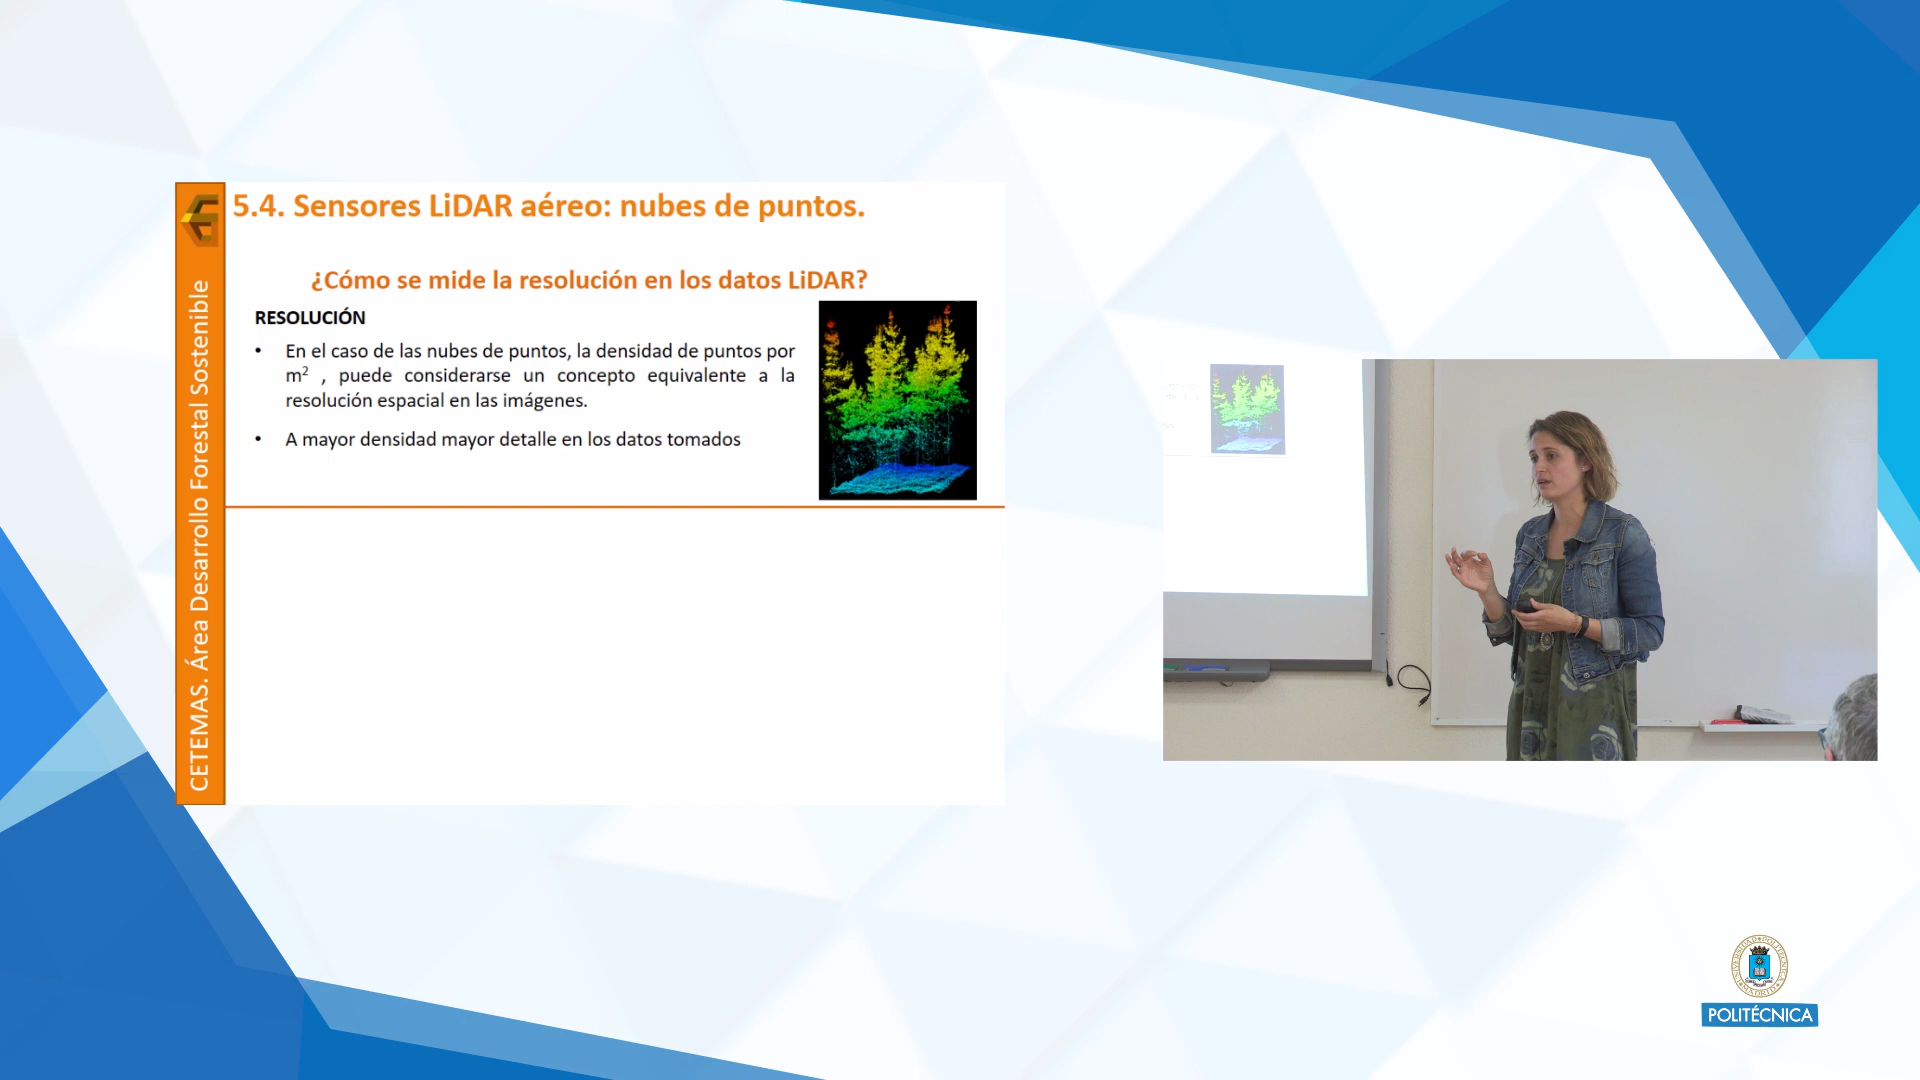 5.4. Sensores LiDAR aéreo: nubes de puntos.
¿Cómo se mide la resolución en los datos LiDAR?
RESOLUCIÓN
• En el caso de las nubes de puntos, la densidad de puntos por
m² , puede considerarse un concepto equivalente a la
resolución espacial en las imágenes.
• A mayor densidad mayor detalle en los datos tomados
CETEMAS. Área Desarrollo Forestal Sostenible
POLITÉCNICA